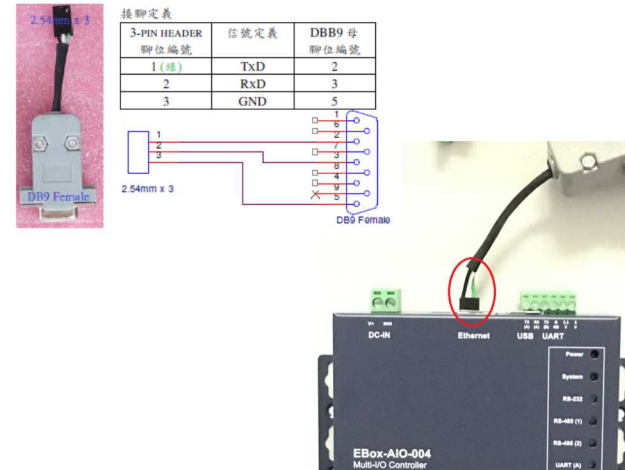 2.54mm x 3
DB9 Female
接腳定義
3-PIN HEADER 腳位編號 信號定義 DBB9 母 腳位編號
1 (綠) TxD 2
2 RxD 3
3 GND 5
1
2
3
2.54mm x 3
1
6
2
7
3
8
4
9
5
DB9 Female
V+
DC-IN
Ethernet
USB UART
Power
System
RS-232
RS-485 (1)
RS-485 (2)
UART (A)
EBox-AIO-004
Multi-I/O Controller